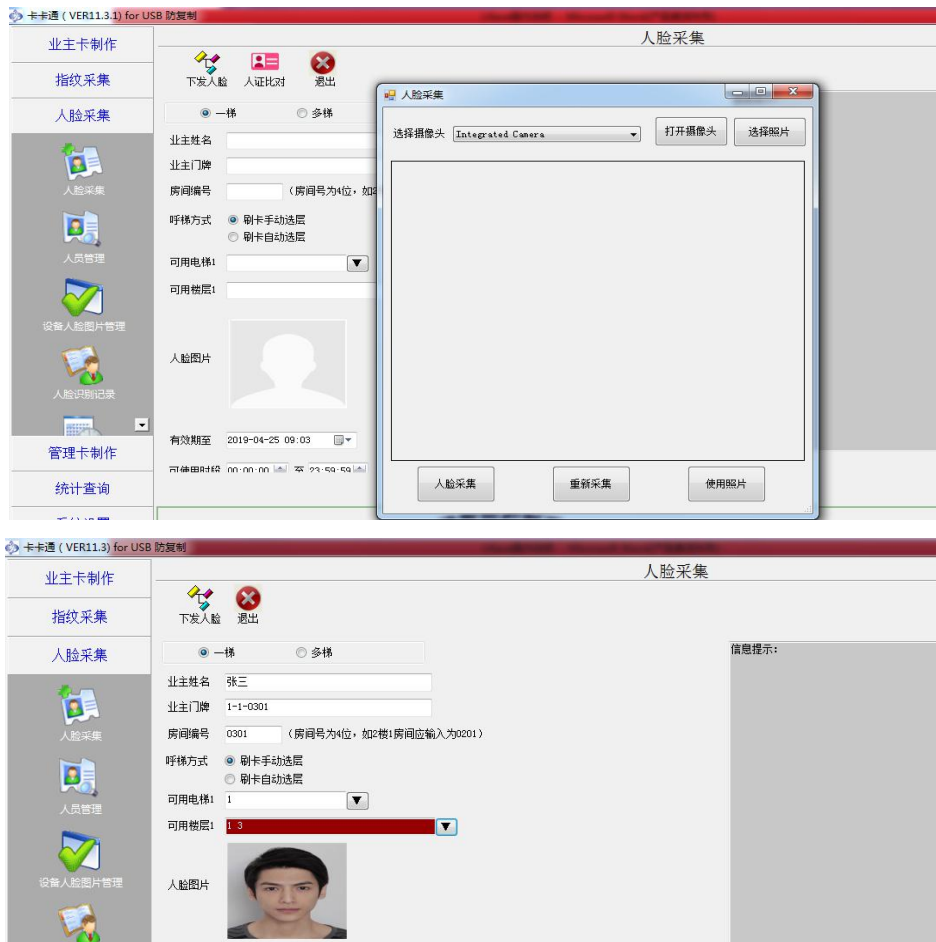 卡卡通 ( VER11.3.1) for USB 防复制
人脸采集
业主卡制作
指纹采集
人脸采集
人脸采集
人员管理
设备人脸图片管理
人脸识别记录
管理卡制作
统计查询
下发人脸 人证比对 退出
一梯 多梯
业主姓名
业主门牌
房间编号 (房间号为4位，如2
呼梯方式 刷卡手动选层
刷卡自动选层
可用电梯1
可用楼层1
人脸图片
有效期至 2019-04-25 09:03
可使用时段 00:00:00 至 23:59:59
人脸采集
选择摄像头 Integrated Camera 打开摄像头 选择照片
人脸采集 重新采集 使用照片
卡卡通 ( VER11.3) for USB 防复制
人脸采集
业主卡制作
指纹采集
人脸采集
人脸采集
人员管理
设备人脸图片管理
下发人脸 退出
一梯 多梯
信息提示:
业主姓名 张三
业主门牌 1-1-0301
房间编号 0301 (房间号为4位，如2楼1房间应输入为0201)
呼梯方式 刷卡手动选层
刷卡自动选层
可用电梯1 1
可用楼层1 1 3
人脸图片